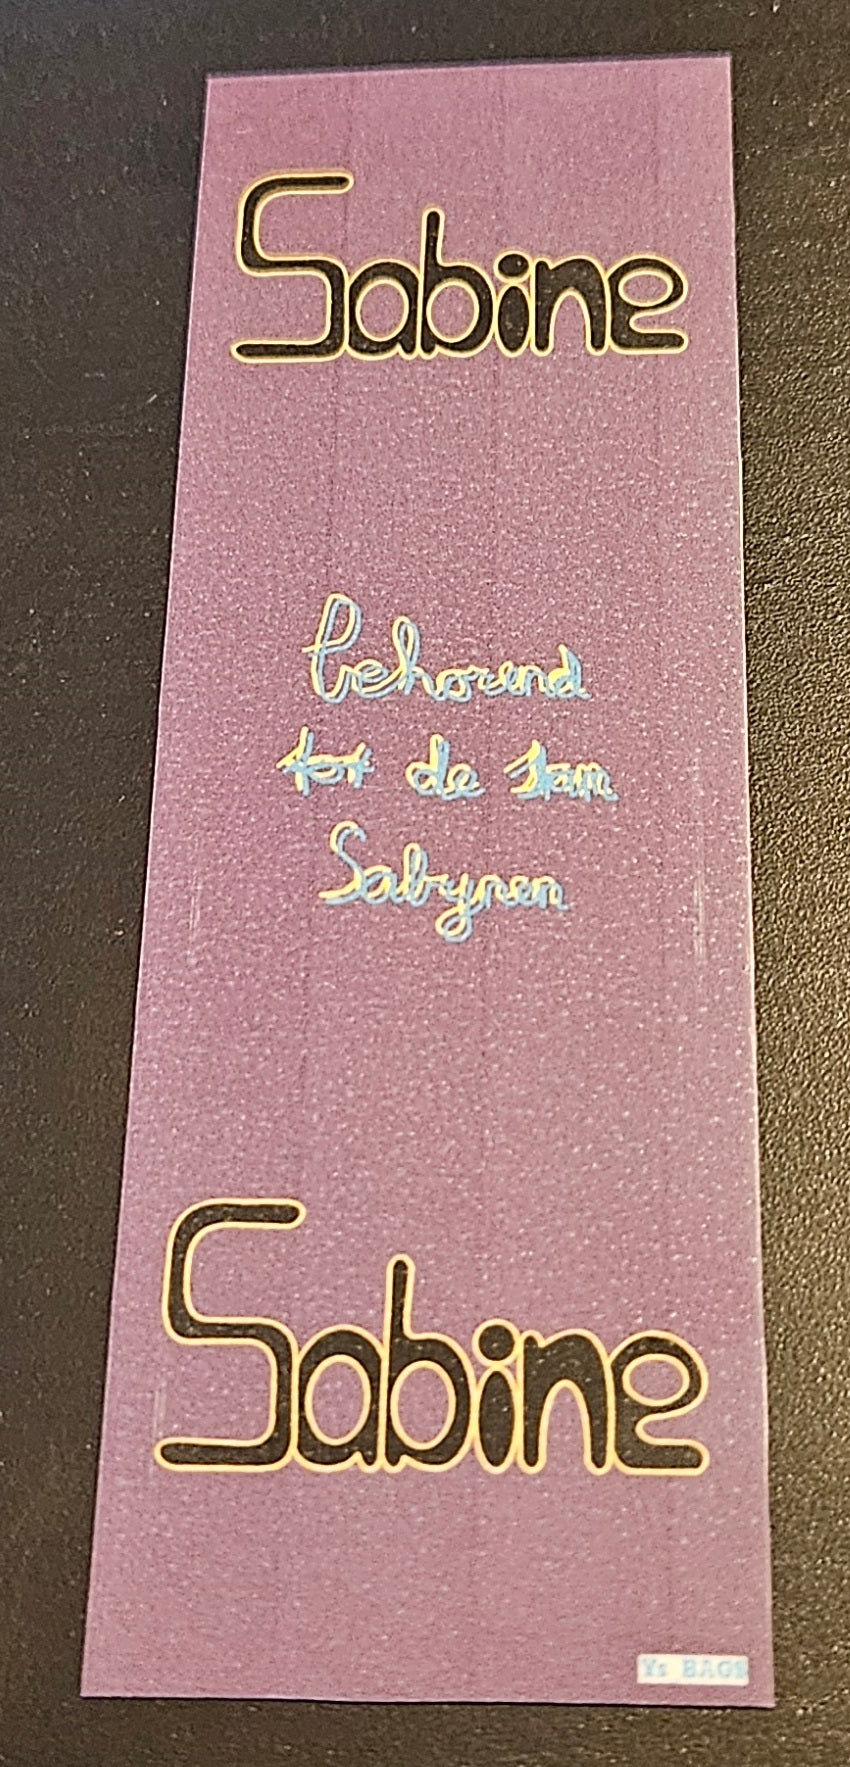 Sabine
behorend
tot de stam
Sabynen
Sabine
Ys BAGS